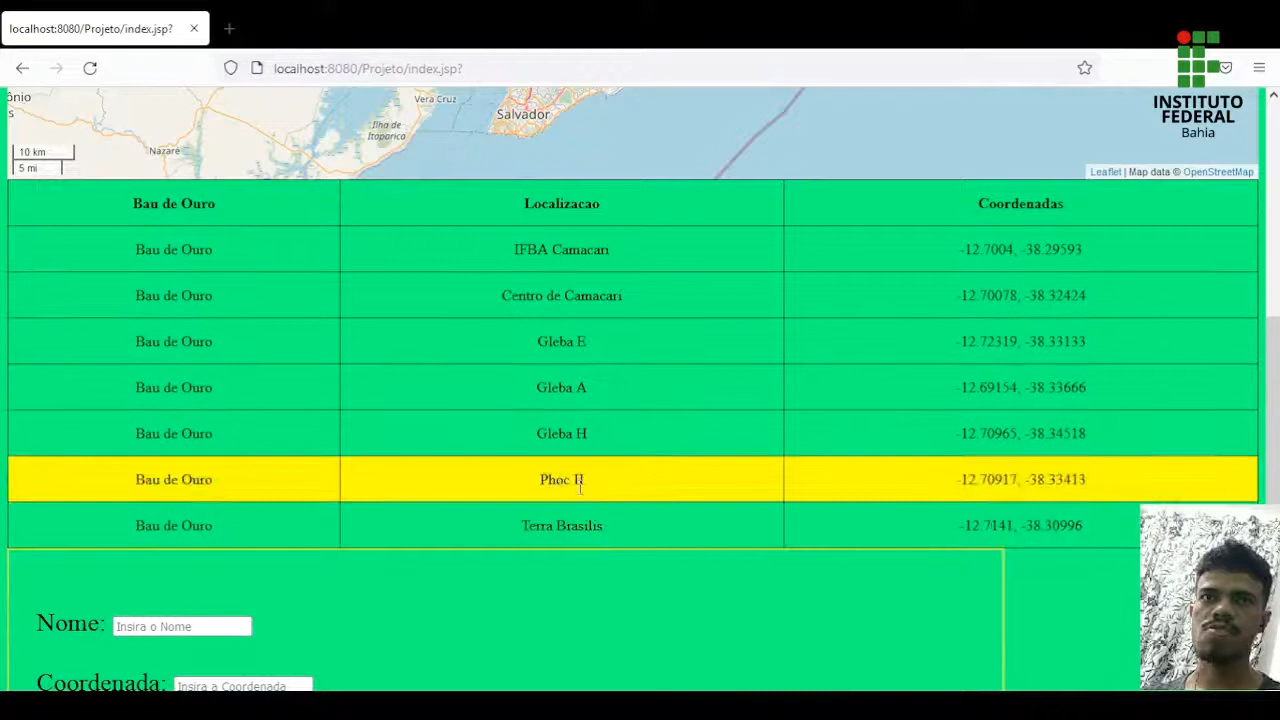 localhost:8080/Projeto/index.jsp?
localhost:8080/Projeto/index.jsp?
INSTITUTO
FEDERAL
Bahia
ônio
s
Vera Cruz
Salvador
Ilha de
Itaparica
Nazaré
10 km
5 mi
Leaflet | Map data © OpenStreetMap
Bau de Ouro Localizacao Coordenadas
Bau de Ouro IFBA Camacari -12.7004, -38.29593
Bau de Ouro Centro de Camacari -12.70078, -38.32424
Bau de Ouro Gleba E -12.72319, -38.33133
Bau de Ouro Gleba A -12.69154, -38.33666
Bau de Ouro Gleba H -12.70965, -38.34518
Bau de Ouro Phoc -12.70917, -38.33413
Bau de Ouro Terra Brasilis -12.7141, -38.30996
Nome: Insira o Nome
Coordenada: Insira a Coordenada